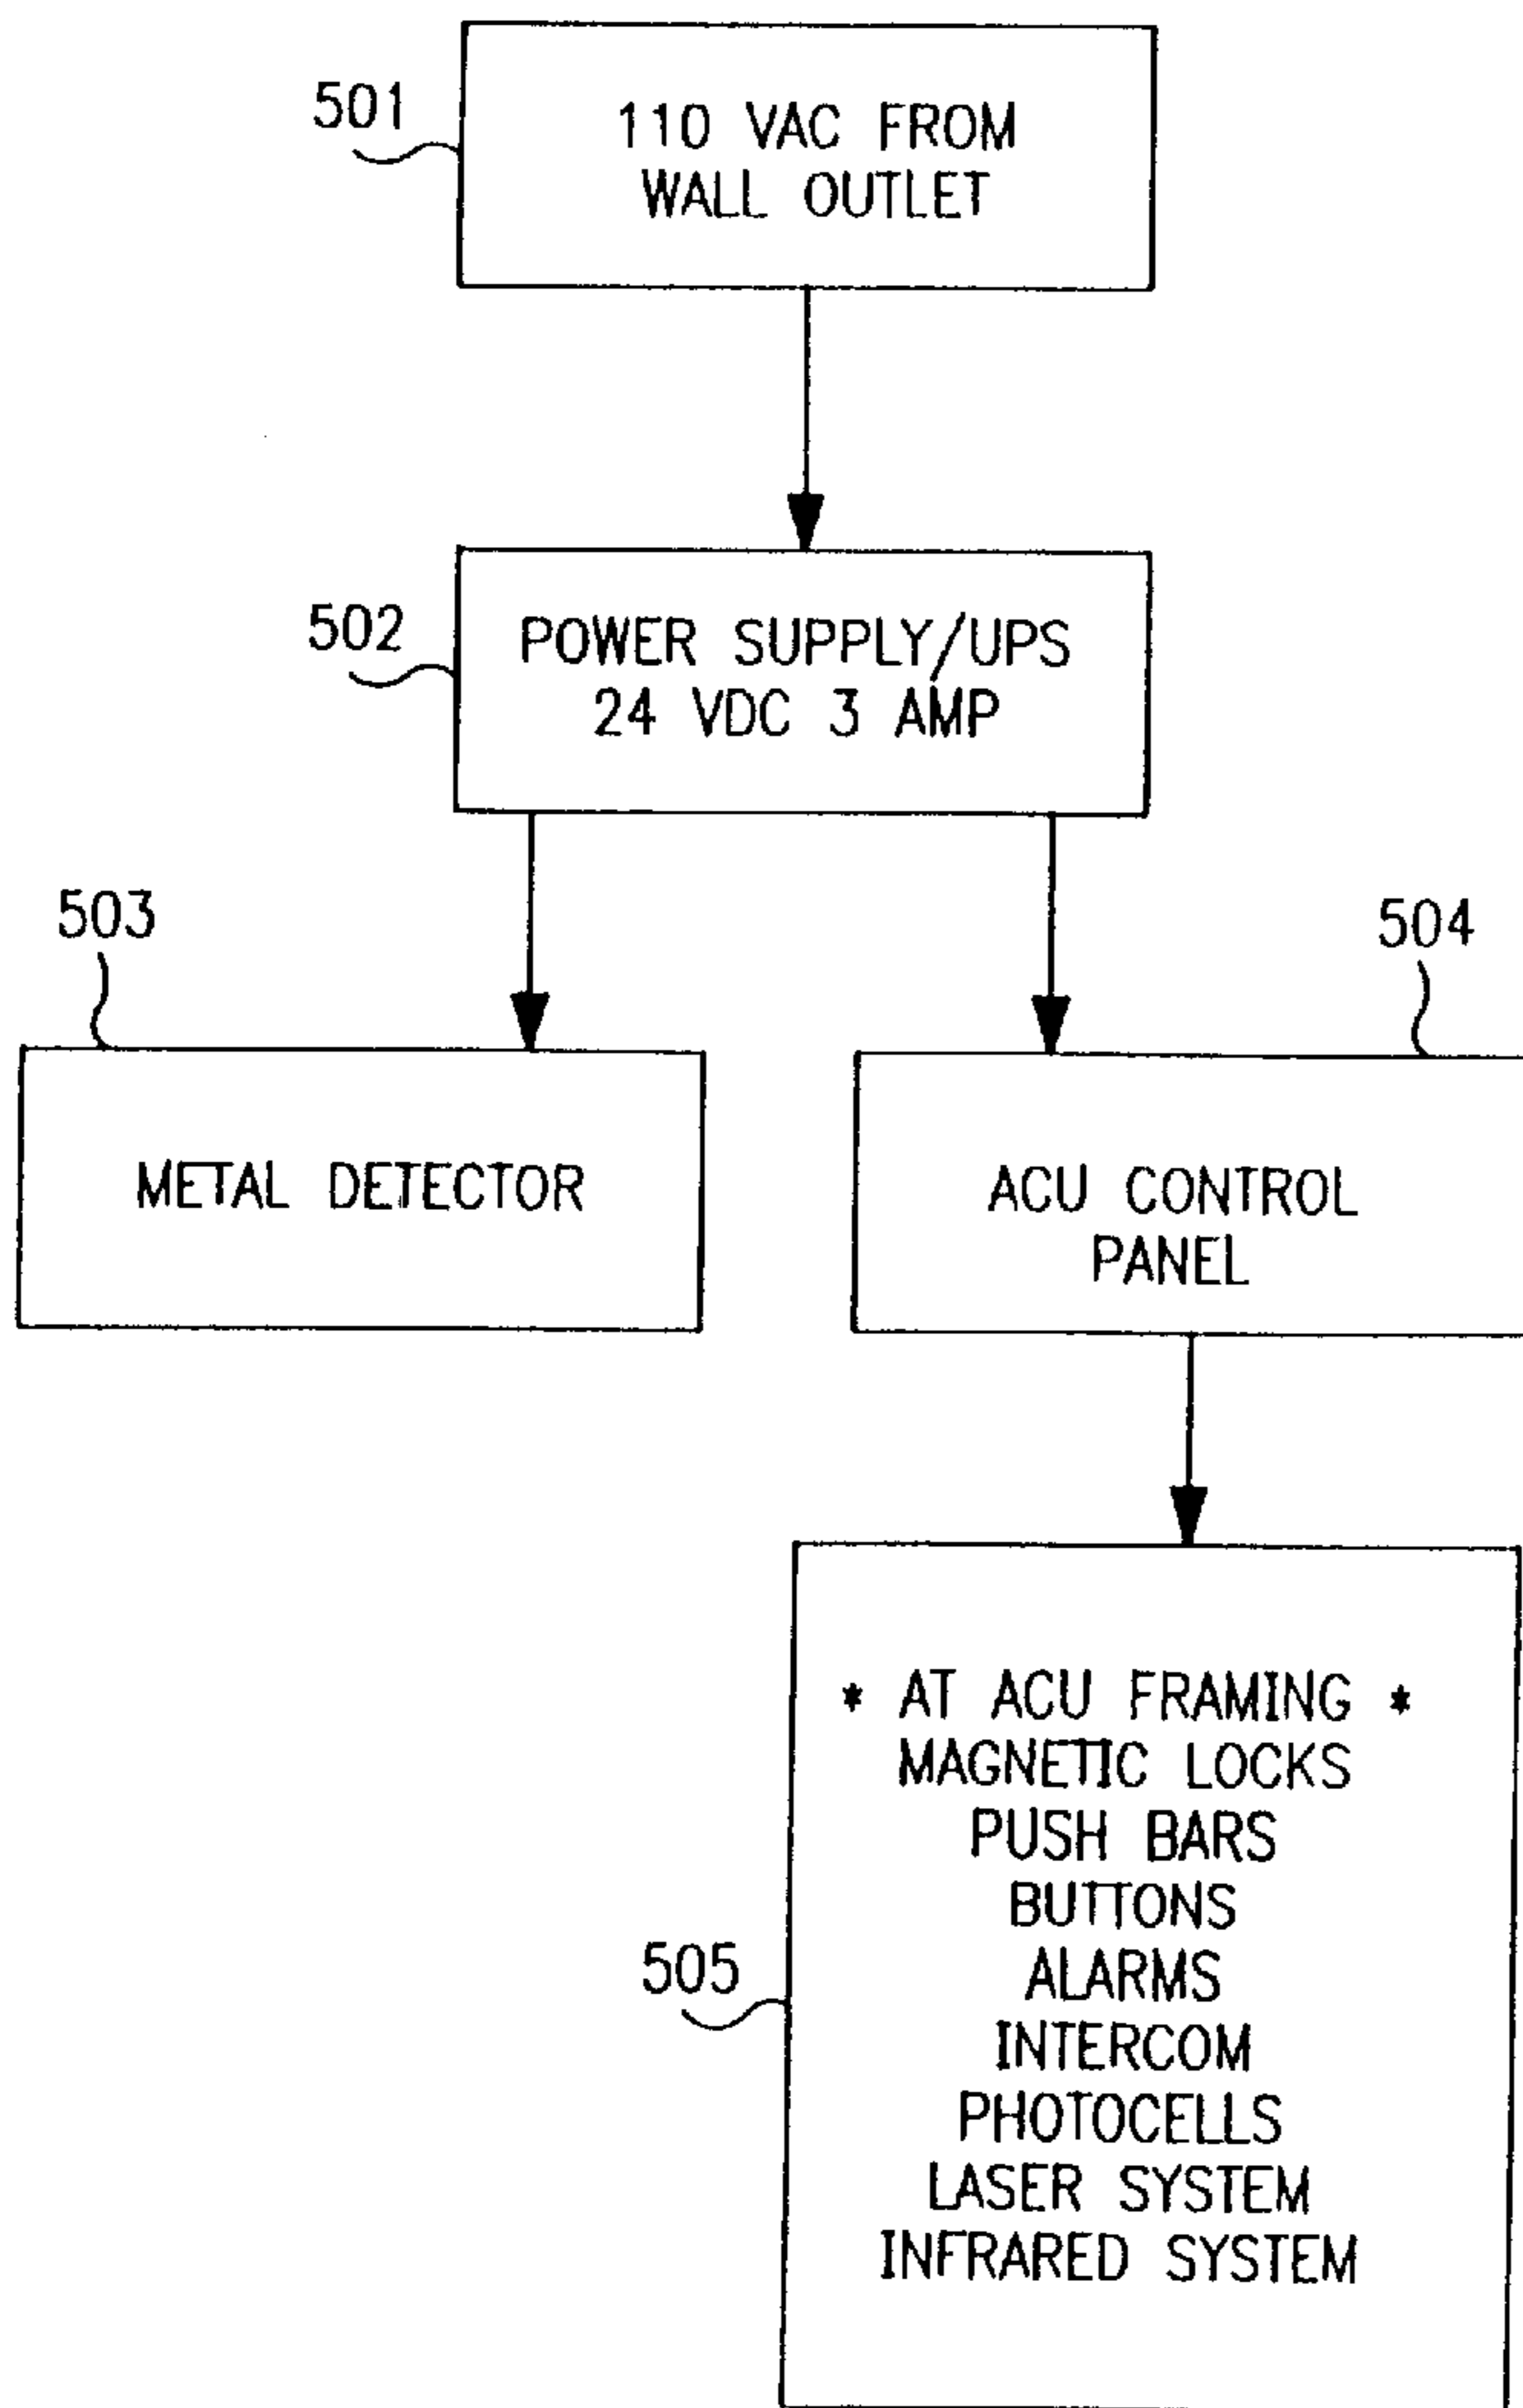 501
110 VAC FROM
WALL OUTLET
502
POWER SUPPLY/UPS
24 VDC 3 AMP
503
METAL DETECTOR
504
ACU CONTROL
PANEL
505
* AT ACU FRAMING *
MAGNETIC LOCKS
PUSH BARS
BUTTONS
ALARMS
INTERCOM
PHOTOCELLS
LASER SYSTEM
INFRARED SYSTEM